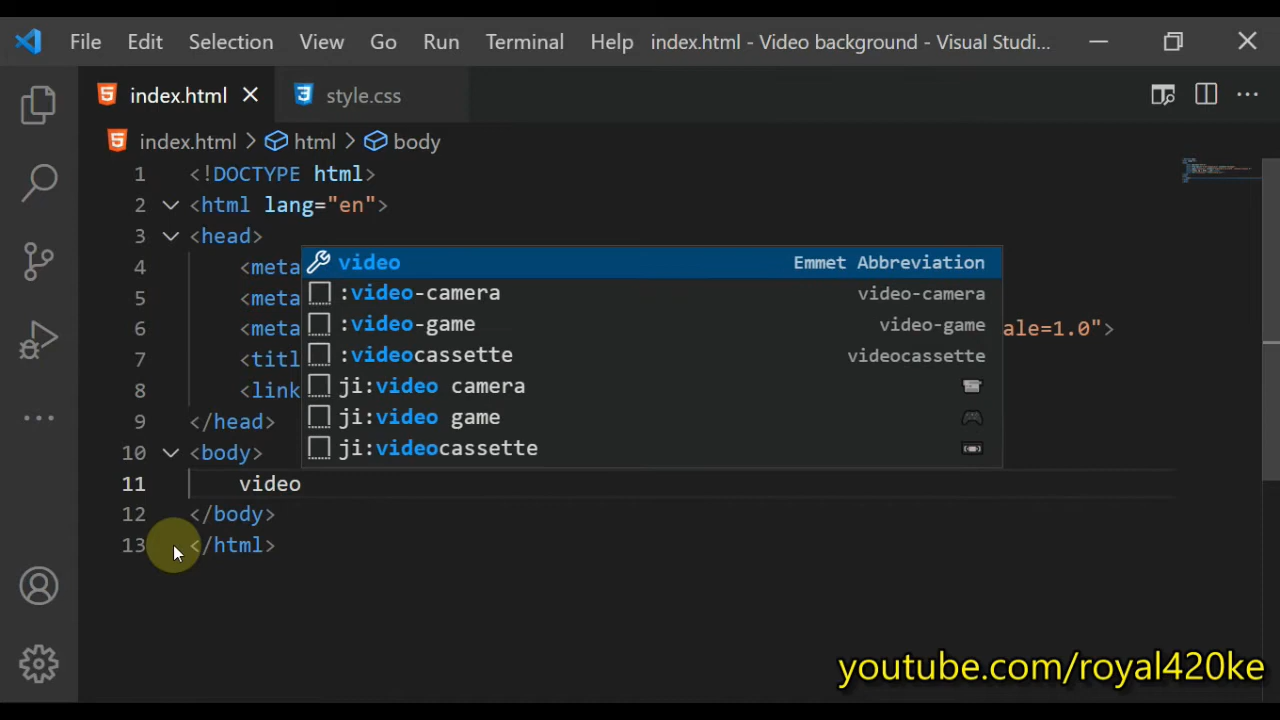 File Edit Selection View Go Run Terminal Help index.html - Video background - Visual Studi...
index.html style.css
index.html > html > body
1 <!DOCTYPE html>
2 <html lang="en">
3 <head>
4 <meta
5 <meta
6 <meta ale=1.0">
7 <titl
8 <link
9 </head>
10 <body>
11 video
12 </body>
13 </html>
video Emmet Abbreviation
:video-camera video-camera
:video-game video-game
:videocassette videocassette
ji:video camera
ji:video game
ji:videocassette
youtube.com/royal420ke